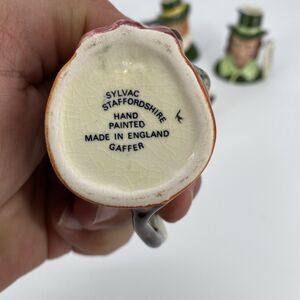 SYLVAC
STAFFORDSHIRE
HAND
PAINTED
MADE IN ENGLAND
GAFFER